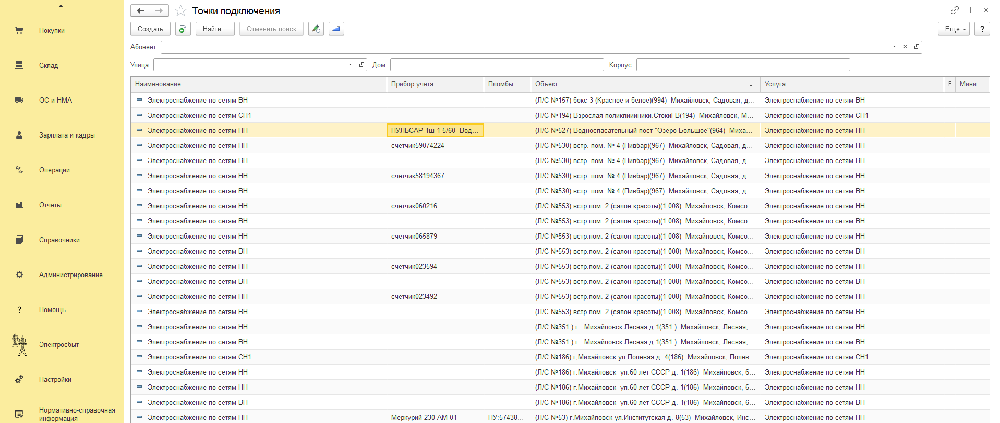 Точки подключения
Создать Найти... Отменить поиск Еще ?
Абонент:
Улица: Дом: Корпус:
Покупки
Склад
ОС и НМА
Зарплата и кадры
Операции
Отчеты
Справочники
Администрирование
Помощь
Электросбыт
Настройки
Нормативно-справочная
информация
Наименование Прибор учета Пломбы Объект Услуга Е Мини...
Электроснабжение по сетям ВН (Л/С №157) бокс 3 (Красное и белое)(994) Михайловск, Садовая, д... Электроснабжение по сетям ВН
Электроснабжение по сетям СН1 (Л/С №194) Взрослая поликлиииники.СтокиГВ(194) Михайловск, М... Электроснабжение по сетям СН1
Электроснабжение по сетям НН ПУЛЬСАР 1ш-1-5/60 Вод... (Л/С №527) Водноспасательный пост "Озеро Большое"(964) Миха... Электроснабжение по сетям НН
Электроснабжение по сетям НН счетчик59074224 (Л/С №530) встр. пом. № 4 (Пивбар)(967) Михайловск, Садовая, д... Электроснабжение по сетям НН
Электроснабжение по сетям ВН (Л/С №530) встр. пом. № 4 (Пивбар)(967) Михайловск, Садовая, д... Электроснабжение по сетям ВН
Электроснабжение по сетям НН счетчик58194367 (Л/С №530) встр. пом. № 4 (Пивбар)(967) Михайловск, Садовая, д... Электроснабжение по сетям НН
Электроснабжение по сетям ВН (Л/С №530) встр. пом. № 4 (Пивбар)(967) Михайловск, Садовая, д... Электроснабжение по сетям ВН
Электроснабжение по сетям НН счетчик060216 (Л/С №553) встр.пом. 2 (салон красоты)(1 008) Михайловск, Комсо... Электроснабжение по сетям НН
Электроснабжение по сетям ВН (Л/С №553) встр.пом. 2 (салон красоты)(1 008) Михайловск, Комсо... Электроснабжение по сетям ВН
Электроснабжение по сетям НН счетчик065879 (Л/С №553) встр.пом. 2 (салон красоты)(1 008) Михайловск, Комсо... Электроснабжение по сетям НН
Электроснабжение по сетям ВН (Л/С №553) встр.пом. 2 (салон красоты)(1 008) Михайловск, Комсо... Электроснабжение по сетям ВН
Электроснабжение по сетям НН счетчик023594 (Л/С №553) встр.пом. 2 (салон красоты)(1 008) Михайловск, Комсо... Электроснабжение по сетям НН
Электроснабжение по сетям ВН (Л/С №553) встр.пом. 2 (салон красоты)(1 008) Михайловск, Комсо... Электроснабжение по сетям ВН
Электроснабжение по сетям НН счетчик023492 (Л/С №553) встр.пом. 2 (салон красоты)(1 008) Михайловск, Комсо... Электроснабжение по сетям НН
Электроснабжение по сетям ВН (Л/С №553) встр.пом. 2 (салон красоты)(1 008) Михайловск, Комсо... Электроснабжение по сетям ВН
Электроснабжение по сетям НН (Л/С №351.) г . Михайловск Лесная д.1(351.) Михайловск, Лесная,... Электроснабжение по сетям НН
Электроснабжение по сетям ВН (Л/С №351.) г . Михайловск Лесная д.1(351.) Михайловск, Лесная,... Электроснабжение по сетям ВН
Электроснабжение по сетям СН1 (Л/С №186) г,Михайловск ул.Полевая д. 4(186) Михайловск, Полев... Электроснабжение по сетям СН1
Электроснабжение по сетям НН (Л/С №186) г.Михайловск ул.60 лет СССР д. 1(186) Михайловск, 6... Электроснабжение по сетям НН
Электроснабжение по сетям НН (Л/С №186) г.Михайловск ул.60 лет СССР д. 1(186) Михайловск, 6... Электроснабжение по сетям НН
Электроснабжение по сетям ВН (Л/С №186) г.Михайловск ул.60 лет СССР д. 1(186) Михайловск, 6... Электроснабжение по сетям ВН
Электроснабжение по сетям НН Меркурий 230 АМ-01 ПУ:57438... (Л/С №53) г.Михайловск ул.Институтская д. 8(53) Михайловск, Инс... Электроснабжение по сетям НН